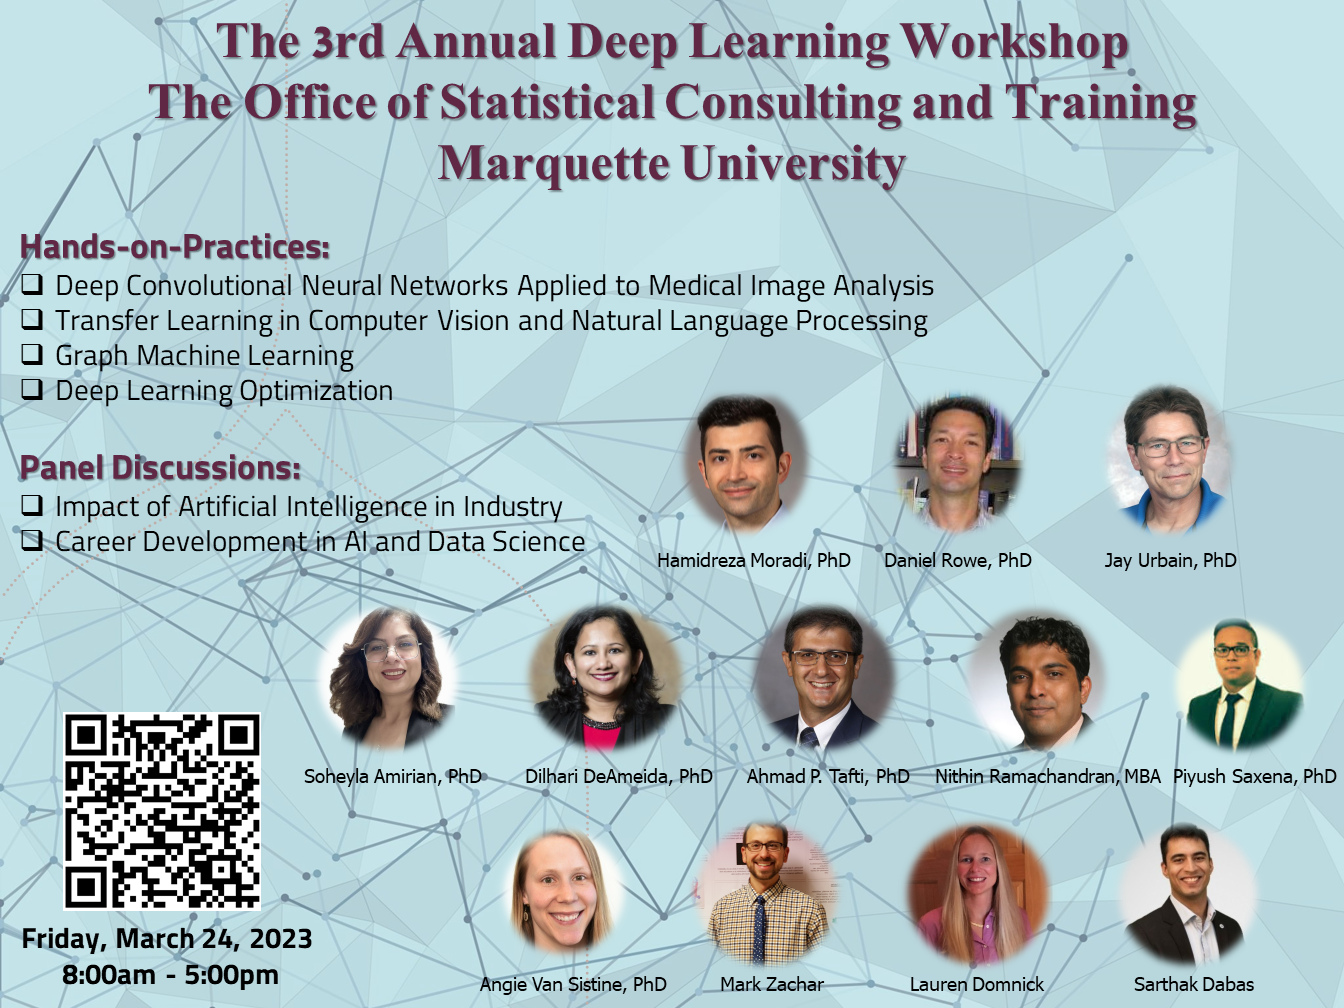 The 3rd Annual Deep Learning Workshop
The Office of Statistical Consulting and Training
Marquette University
Hands-on-Practices:
Deep Convolutional Neural Networks Applied to Medical Image Analysis
Transfer Learning in Computer Vision and Natural Language Processing
Graph Machine Learning
Deep Learning Optimization
Panel Discussions:
Impact of Artificial Intelligence in Industry
Career Development in AI and Data Science
Hamidreza Moradi, PhD
Daniel Rowe, PhD
Jay Urbain, PhD
Soheyla Amirian, PhD
Dilhari DeAmeida, PhD
Ahmad P. Tafti, PhD
Nithin Ramachandran, MBA
Piyush Saxena, PhD
Angie Van Sistine, PhD
Mark Zachar
Lauren Domnick
Sarthak Dabas
Friday, March 24, 2023
8:00am - 5:00pm